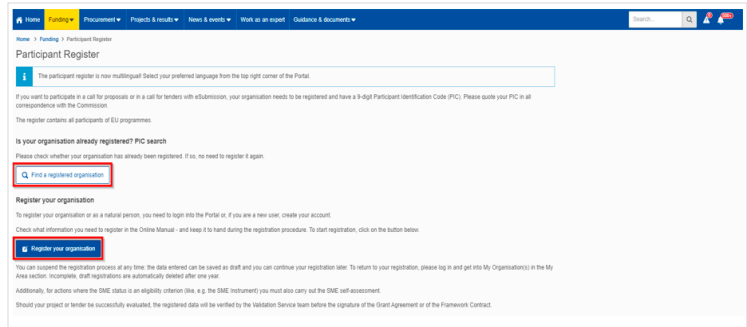 Home Funding Procurement Projects & results News & events Work as an expert Guidance & documents Search...
Home > Funding > Participant Register
Participant Register
i The participant register is now multilingual! Select your preferred language from the top right corner of the Portal.
If you want to participate in a call for proposals or in a call for tenders with eSubmission, your organisation needs to be registered and have a 9-digit Participant Identification Code (PIC). Please quote your PIC in all
correspondence with the Commission.
The register contains all participants of EU programmes.
Is your organisation already registered? PIC search
Please check whether your organisation has already been registered. If so, no need to register it again.
Find a registered organisation
Register your organisation
To register your organisation or as a natural person, you need to login into the Portal or, if you are a new user, create your account.
Check what information you need to register in the Online Manual - and keep it to hand during the registration procedure. To start registration, click on the button below.
Register your organisation
You can suspend the registration process at any time: the data entered can be saved as draft and you can continue your registration later. To return to your registration, please log in and get into My Organisation(s) in the My
Area section. Incomplete, draft registrations are automatically deleted after one year.
Additionally, for actions where the SME status is an eligibility criterion (like, e.g. the SME Instrument) you must also carry out the SME self-assessment.
Should your project or tender be successfully evaluated, the registered data will be verified by the Validation Service team before the signature of the Grant Agreement or of the Framework Contract.